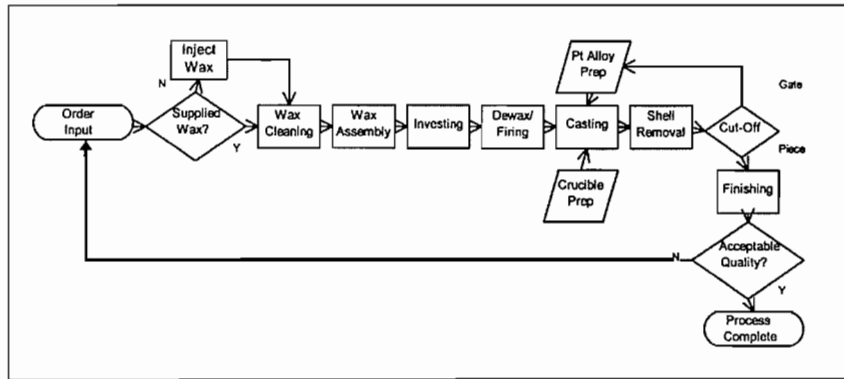 Inject
Wax
N
Order
Input
Supplied
Wax?
Y
Wax
Cleaning
Wax
Assembly
Investing
Dewax/
Firing
Pt Alloy
Prep
Casting
Crucible
Prep
Shell
Removal
Gate
Cut-Off
Piece
Finishing
Acceptable
Quality?
N
Y
Process
Complete